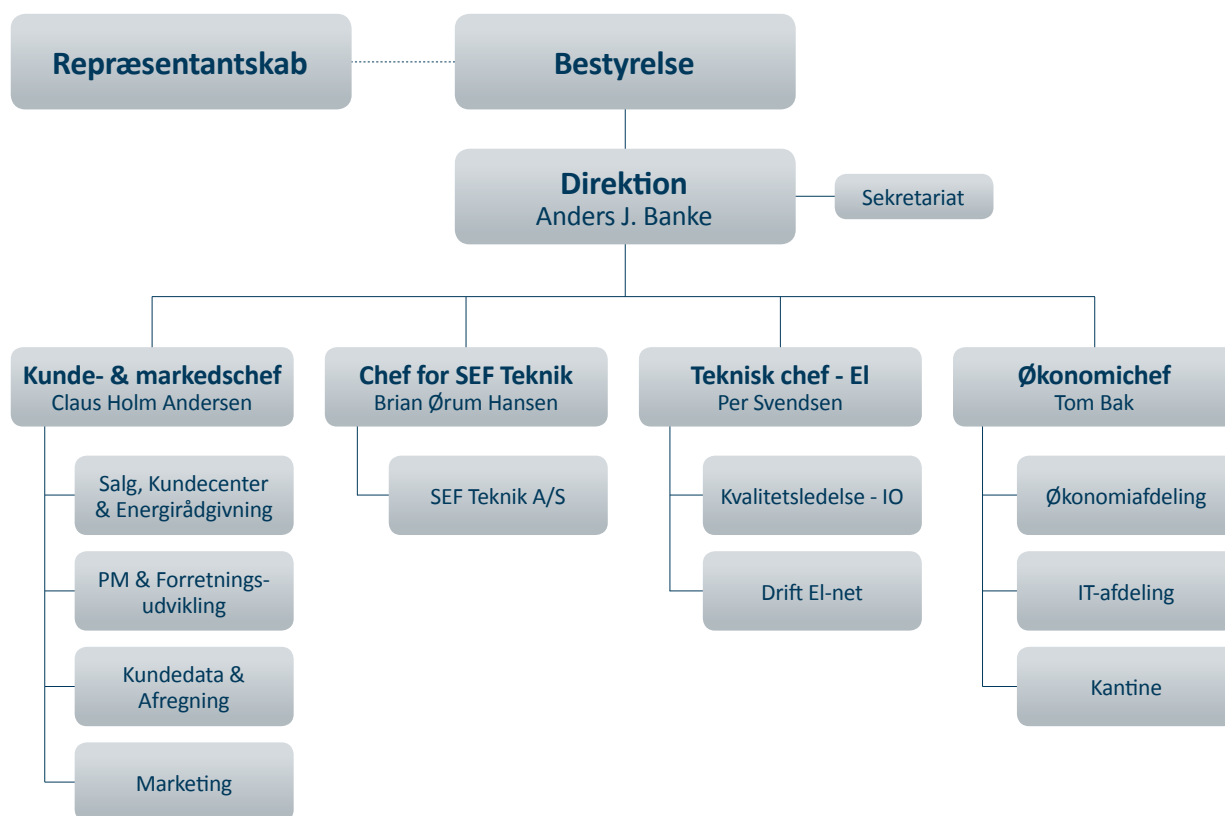 Repræsentantskab
Bestyrelse
Direktion
Anders J. Banke
Sekretariat
Kunde- & markedschef
Claus Holm Andersen
Chef for SEF Teknik
Brian Ørum Hansen
Teknisk chef - El
Per Svendsen
Økonomichef
Tom Bak
Salg, Kundecenter
& Energirådgivning
PM & Forretnings-
udvikling
Kundedata &
Afregning
Marketing
SEF Teknik A/S
Kvalitetsledelse - IO
Drift El-net
Økonomiafdeling
IT-afdeling
Kantine